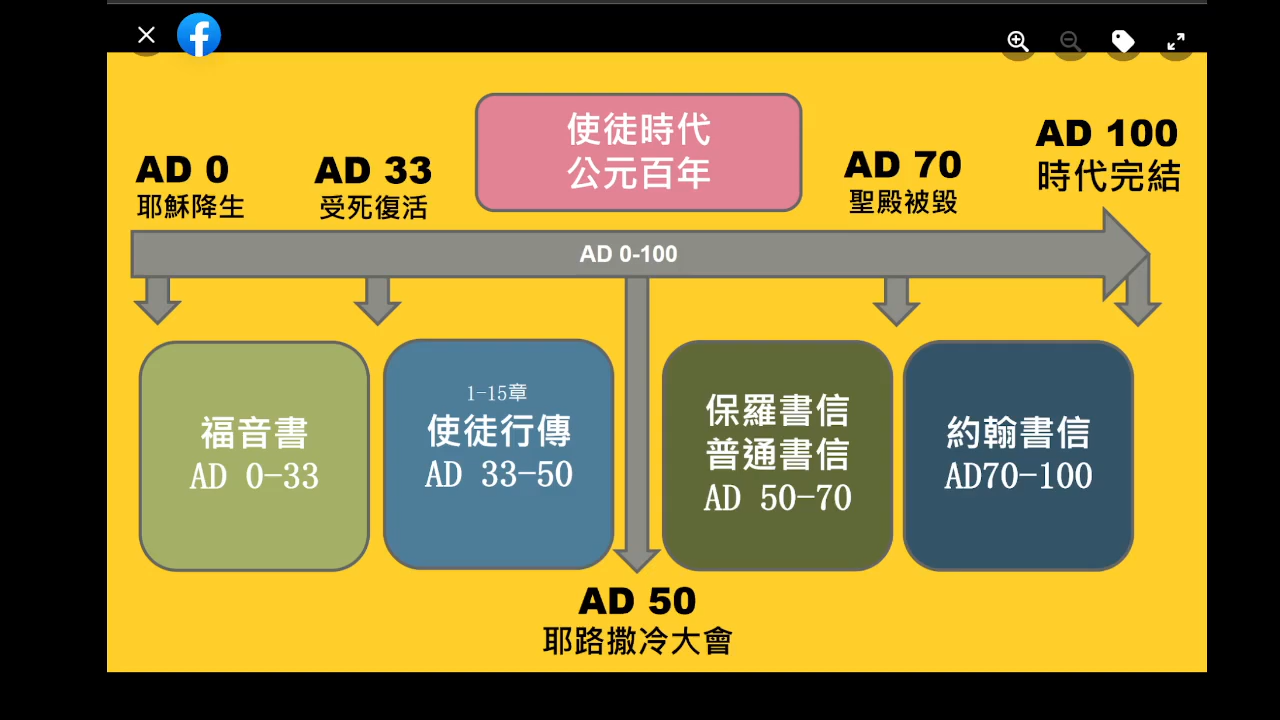 使徒時代
公元百年
AD 0
耶穌降生
AD 33
受死復活
AD 70
聖殿被毀
AD 100
時代完結
AD 0-100
福音書
AD 0-33
1-15章
使徒行傳
AD 33-50
保羅書信
普通書信
AD 50-70
約翰書信
AD70-100
AD 50
耶路撒冷大會